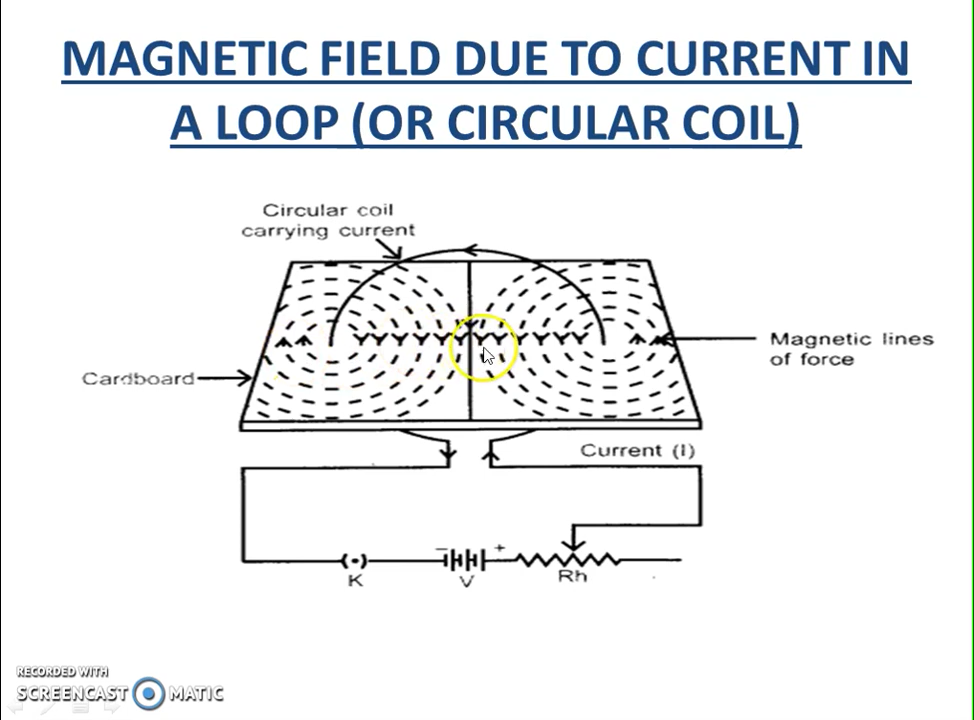 MAGNETIC FIELD DUE TO CURRENT IN
A LOOP (OR CIRCULAR COIL)
Circular coil
carrying current
Magnetic lines
of force
Cardboard
Current (I)
− +
K V Rh
RECORDED WITH
SCREENCAST MATIC